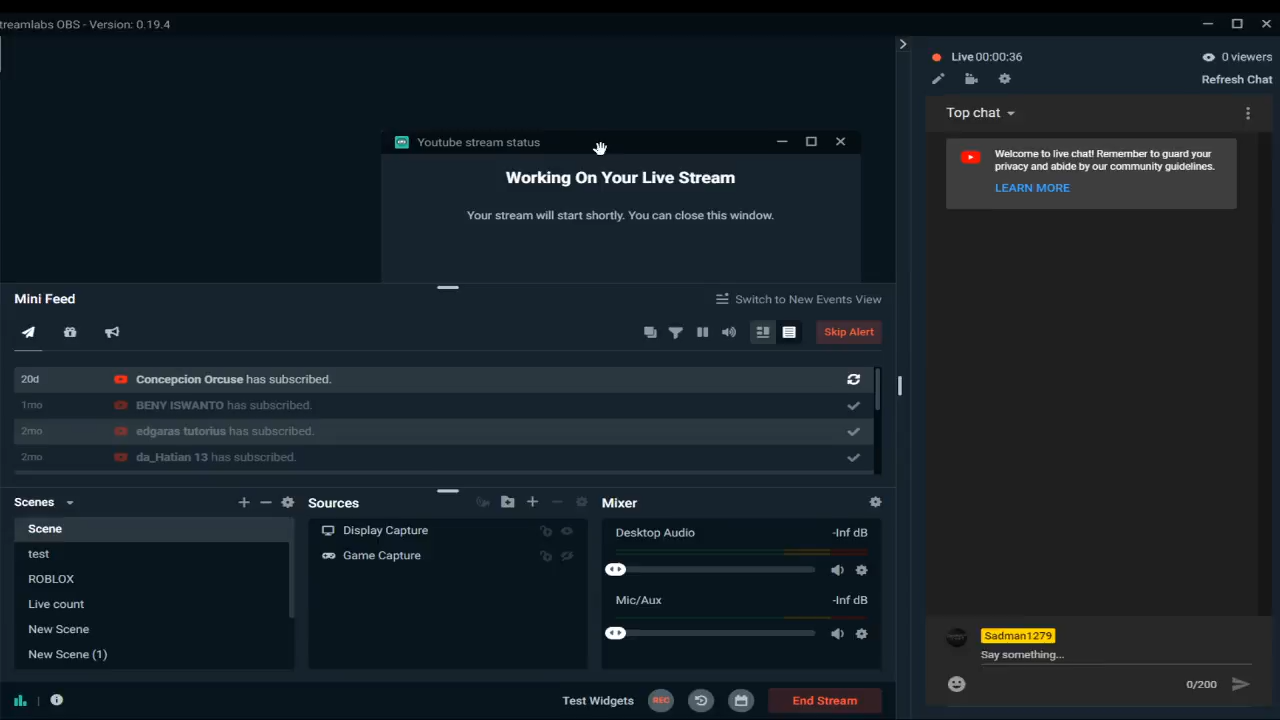 treamlabs OBS - Version: 0.19.4
Youtube stream status
Working On Your Live Stream
Your stream will start shortly. You can close this window.
Mini Feed
Switch to New Events View
Skip Alert
20d Concepcion Orcuse has subscribed.
1mo BENY ISWANTO has subscribed.
2mo edgaras tutorius has subscribed.
2mo da_Hatian 13 has subscribed.
Scenes
Scene
test
ROBLOX
Live count
New Scene
New Scene (1)
Sources
Display Capture
Game Capture
Mixer
Desktop Audio -Inf dB
Mic/Aux -Inf dB
Test Widgets
REC
End Stream
Live 00:00:36
0 viewers
Refresh Chat
Top chat
Welcome to live chat! Remember to guard your
privacy and abide by our community guidelines.
LEARN MORE
Sadman1279
Say something...
0/200